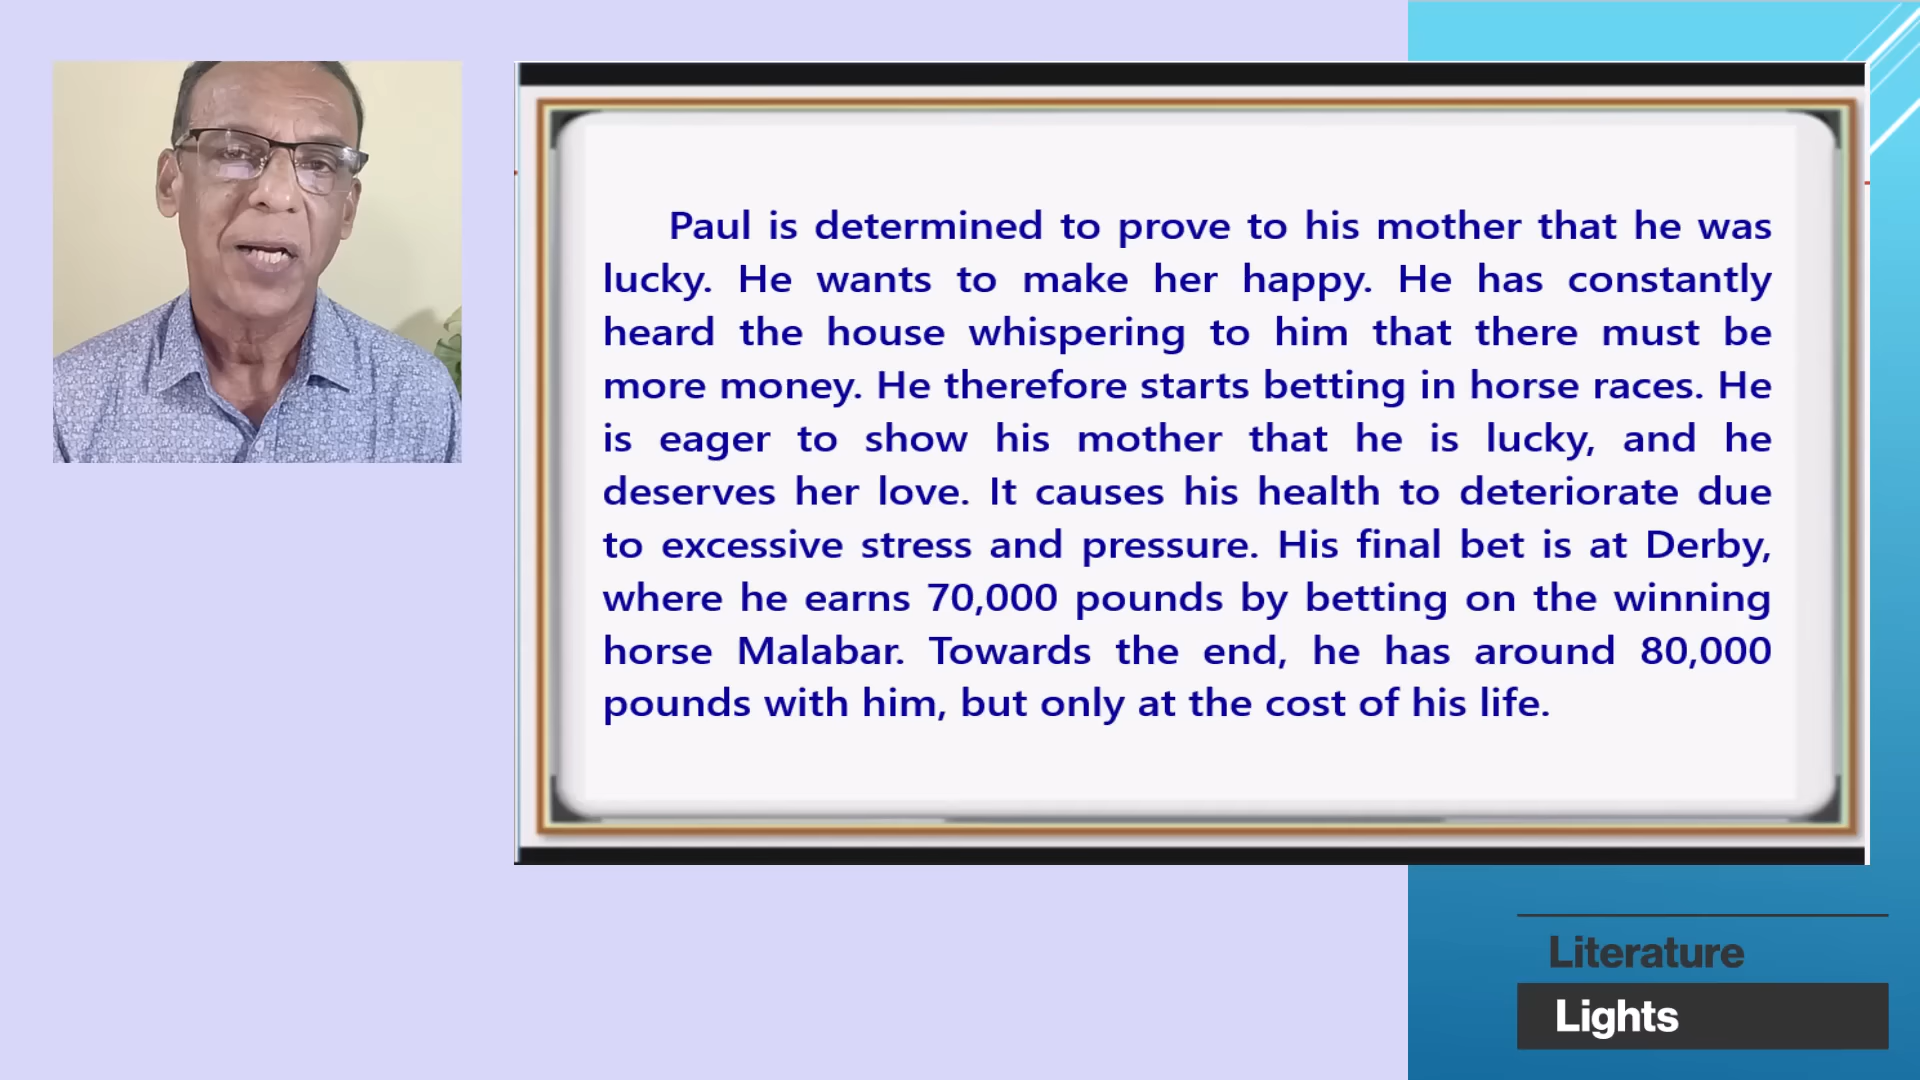 Paul is determined to prove to his mother that he was
lucky. He wants to make her happy. He has constantly
heard the house whispering to him that there must be
more money. He therefore starts betting in horse races. He
is eager to show his mother that he is lucky, and he
deserves her love. It causes his health to deteriorate due
to excessive stress and pressure. His final bet is at Derby,
where he earns 70,000 pounds by betting on the winning
horse Malabar. Towards the end, he has around 80,000
pounds with him, but only at the cost of his life.
Literature
Lights